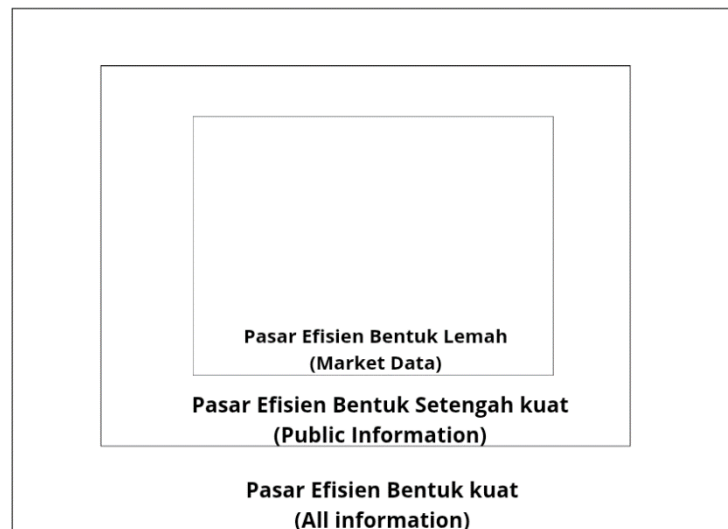 Pasar Efisien Bentuk Lemah
(Market Data)
Pasar Efisien Bentuk Setengah kuat
(Public Information)
Pasar Efisien Bentuk kuat
(All information)